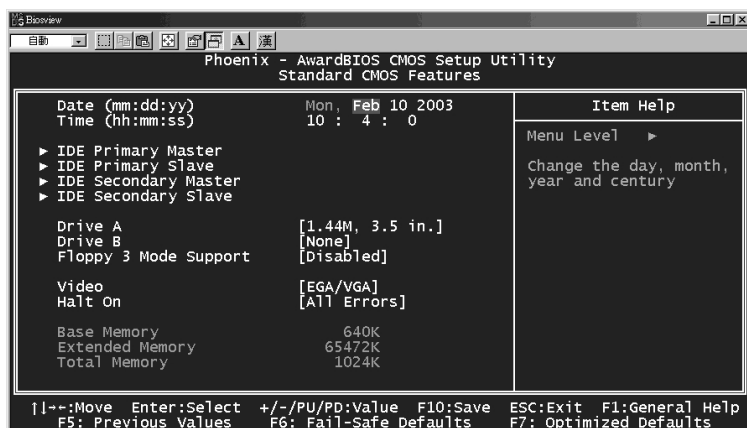 Biosview
自動 A 漢
Phoenix - AwardBIOS CMOS Setup Utility
Standard CMOS Features
Date (mm:dd:yy) Mon, Feb 10 2003
Time (hh:mm:ss) 10 : 4 : 0
▶ IDE Primary Master
▶ IDE Primary Slave
▶ IDE Secondary Master
▶ IDE Secondary Slave
Drive A [1.44M, 3.5 in.]
Drive B [None]
Floppy 3 Mode Support [Disabled]
Video [EGA/VGA]
Halt On [All Errors]
Base Memory 640K
Extended Memory 65472K
Total Memory 1024K
Item Help
Menu Level ▶
Change the day, month,
year and century
↑↓→←:Move Enter:Select +/-/PU/PD:Value F10:Save ESC:Exit F1:General Help
F5: Previous Values F6: Fail-Safe Defaults F7: Optimized Defaults